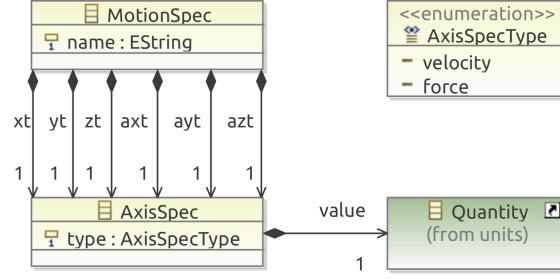 MotionSpec
name : EString
<<enumeration>>
AxisSpecType
velocity
force
xt yt zt axt ayt azt
1 1 1 1 1 1
AxisSpec
type : AxisSpecType
value
1
Quantity
(from units)